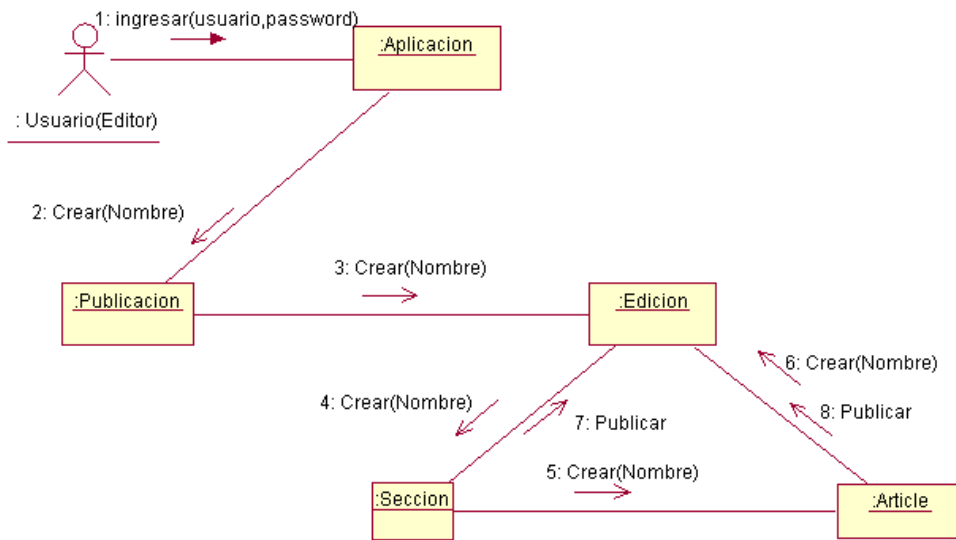 1: ingresar(usuario,password)
:Aplicacion
: Usuario(Editor)
2: Crear(Nombre)
3: Crear(Nombre)
:Publicacion
:Edicion
6: Crear(Nombre)
4: Crear(Nombre)
8: Publicar
7: Publicar
5: Crear(Nombre)
:Seccion
:Article